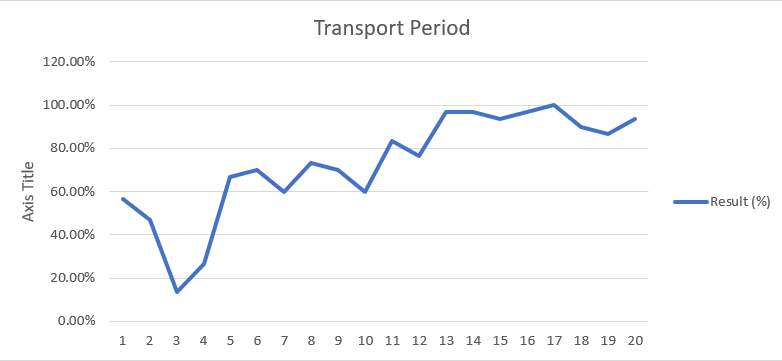 Transport Period
120.00%
100.00%
80.00%
60.00%
40.00%
20.00%
0.00%
Axis Title
1 2 3 4 5 6 7 8 9 10 11 12 13 14 15 16 17 18 19 20
Result (%)